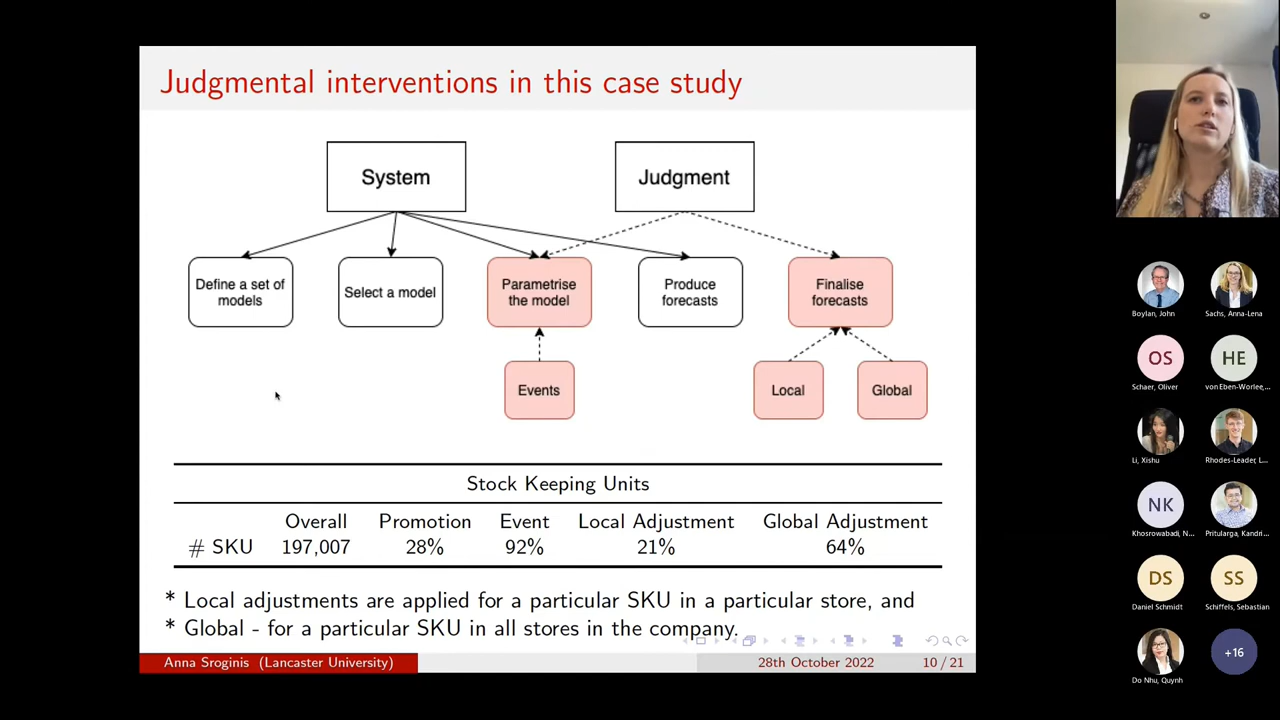 Judgmental interventions in this case study
System
Judgment
Define a set of
models
Select a model
Parametrise
the model
Produce
forecasts
Finalise
forecasts
Events
Local
Global
Stock Keeping Units
Overall Promotion Event Local Adjustment Global Adjustment
# SKU 197,007 28% 92% 21% 64%
* Local adjustments are applied for a particular SKU in a particular store, and
* Global - for a particular SKU in all stores in the company.
Anna Sroginis (Lancaster University) 28th October 2022 10 / 21
Boylan, John
Sachs, Anna-Lena
OS
HE
Schaer, Oliver
von Eben-Worlee,...
Li, Xishu
Rhodes-Leader, L...
NK
Khosrowabadi, N...
Pritularga, Kandri...
DS
SS
Daniel Schmidt
Schiffels, Sebastian
+16
Do Nhu, Quynh